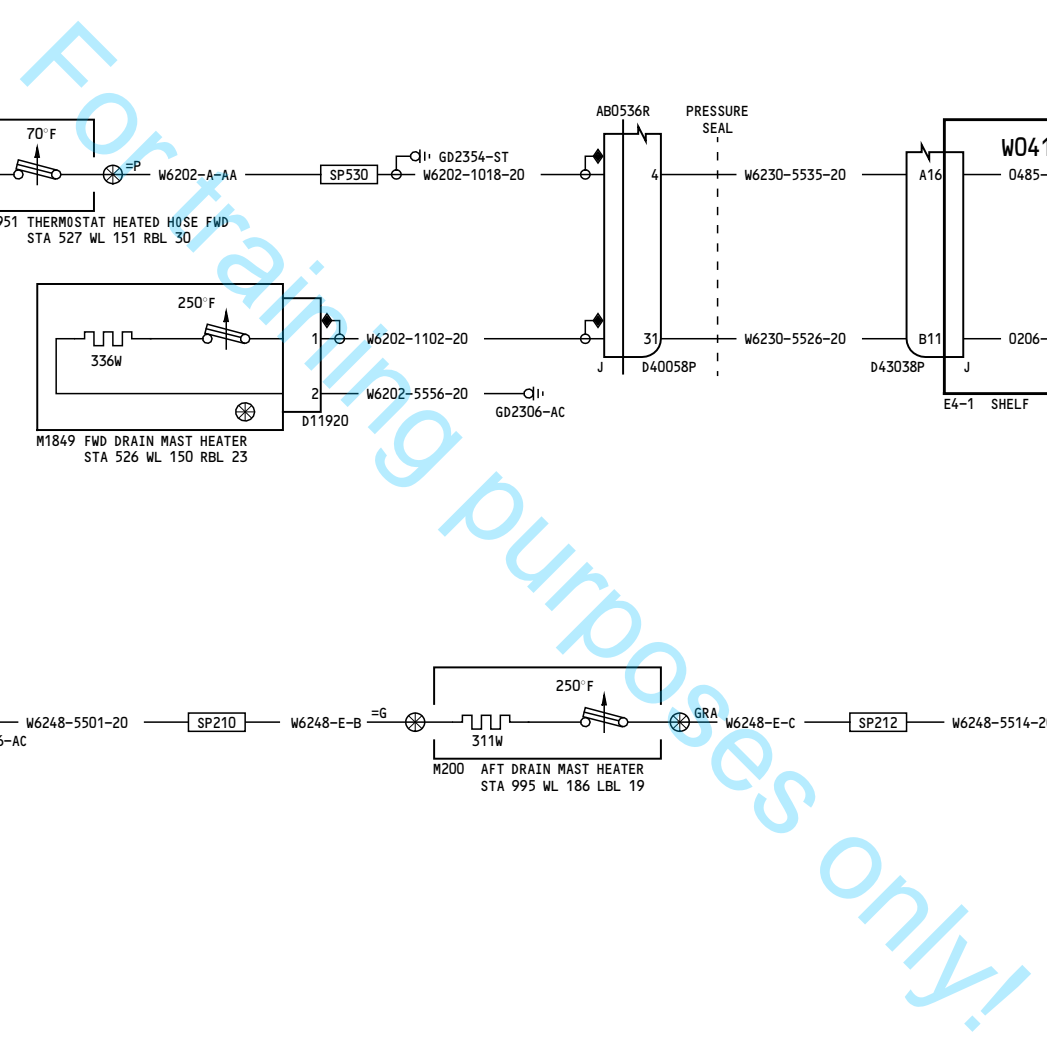 AB0536R PRESSURE
SEAL
70°F
=P W6202-A-AA SP530 GD2354-ST
W6202-1018-20 4 W6230-5535-20 A16 W041
0485-
951 THERMOSTAT HEATED HOSE FWD
STA 527 WL 151 RBL 30
250°F
336W 1 W6202-1102-20 31 W6230-5526-20 B11 0206-
J D40058P D43038P J
2 W6202-5556-20 GD2306-AC
D11920
E4-1 SHELF
M1849 FWD DRAIN MAST HEATER
STA 526 WL 150 RBL 23
250°F
W6248-5501-20 SP210 W6248-E-B =G 311W GRA W6248-E-C SP212 W6248-5514-20
6-AC
M200 AFT DRAIN MAST HEATER
STA 995 WL 186 LBL 19
For training purposes only!